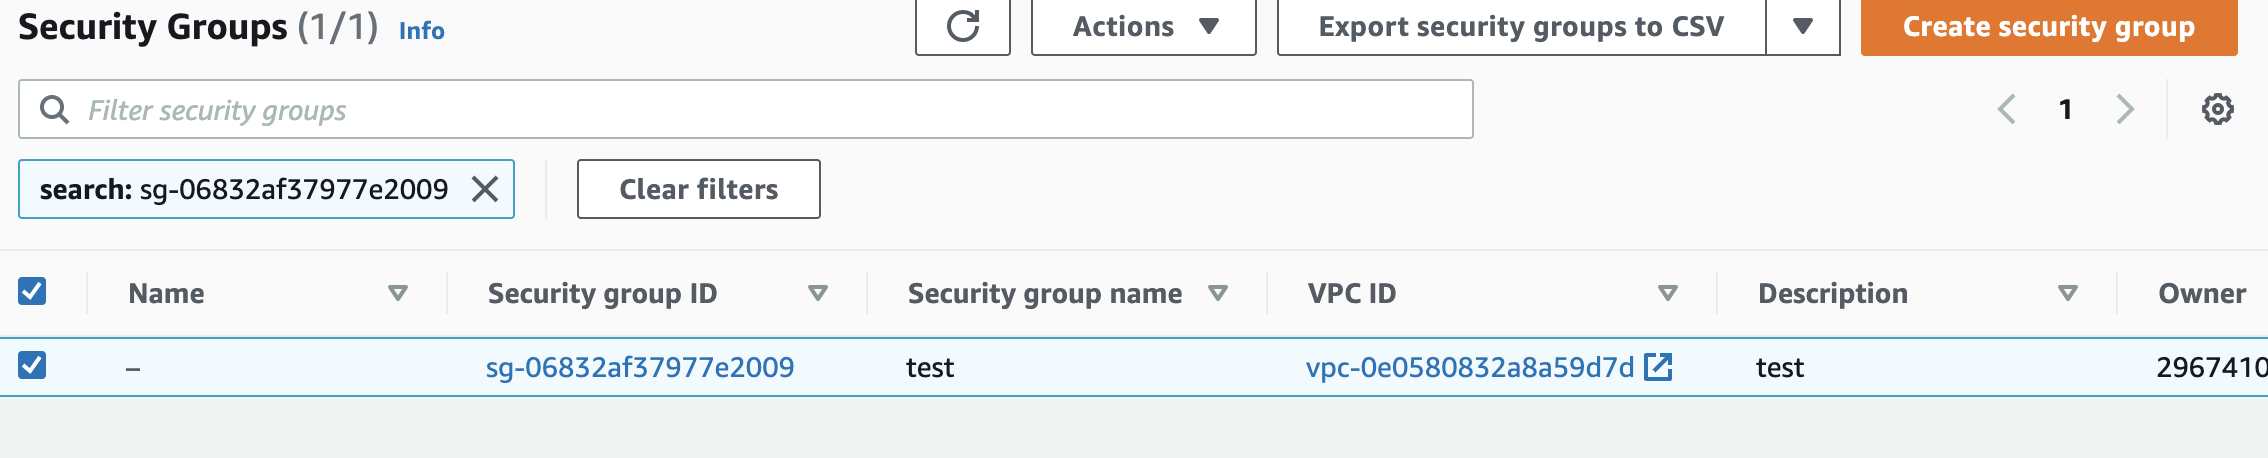 Security Groups (1/1) Info
Actions
Export security groups to CSV
Create security group
Filter security groups
1
search: sg-06832af37977e2009
Clear filters
Name Security group ID Security group name VPC ID Description Owner
– sg-06832af37977e2009 test vpc-0e0580832a8a59d7d test 2967410